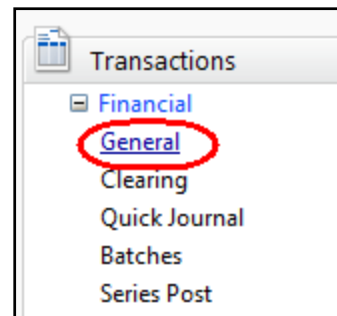 Transactions
Financial
General
Clearing
Quick Journal
Batches
Series Post